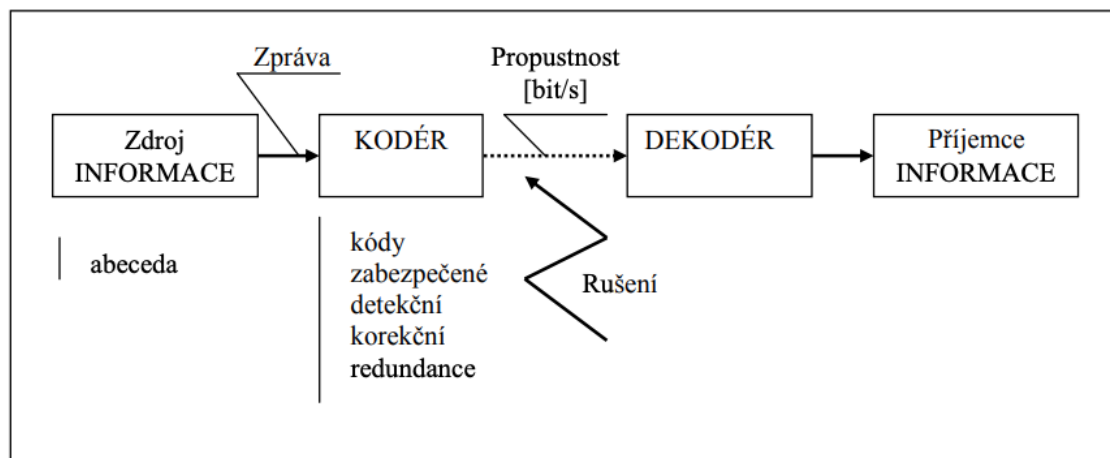 Zpráva
Propustnost
[bit/s]
Zdroj
INFORMACE
KODÉR
DEKODÉR
Příjemce
INFORMACE
abeceda
kódy
zabezpečené
detekční
korekční
redundance
Rušení